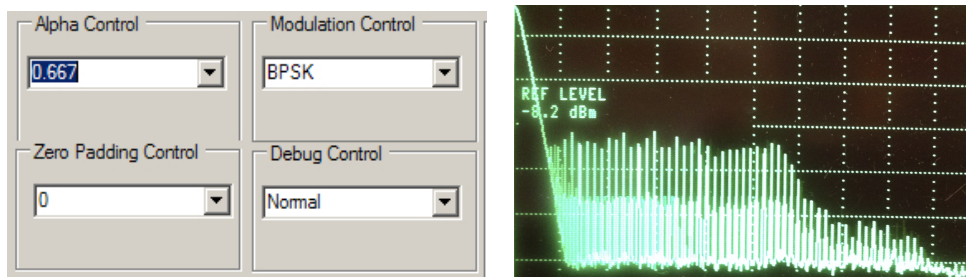 Alpha Control
0.667
Modulation Control
BPSK
Zero Padding Control
0
Debug Control
Normal
REF LEVEL
-8.2 dBm